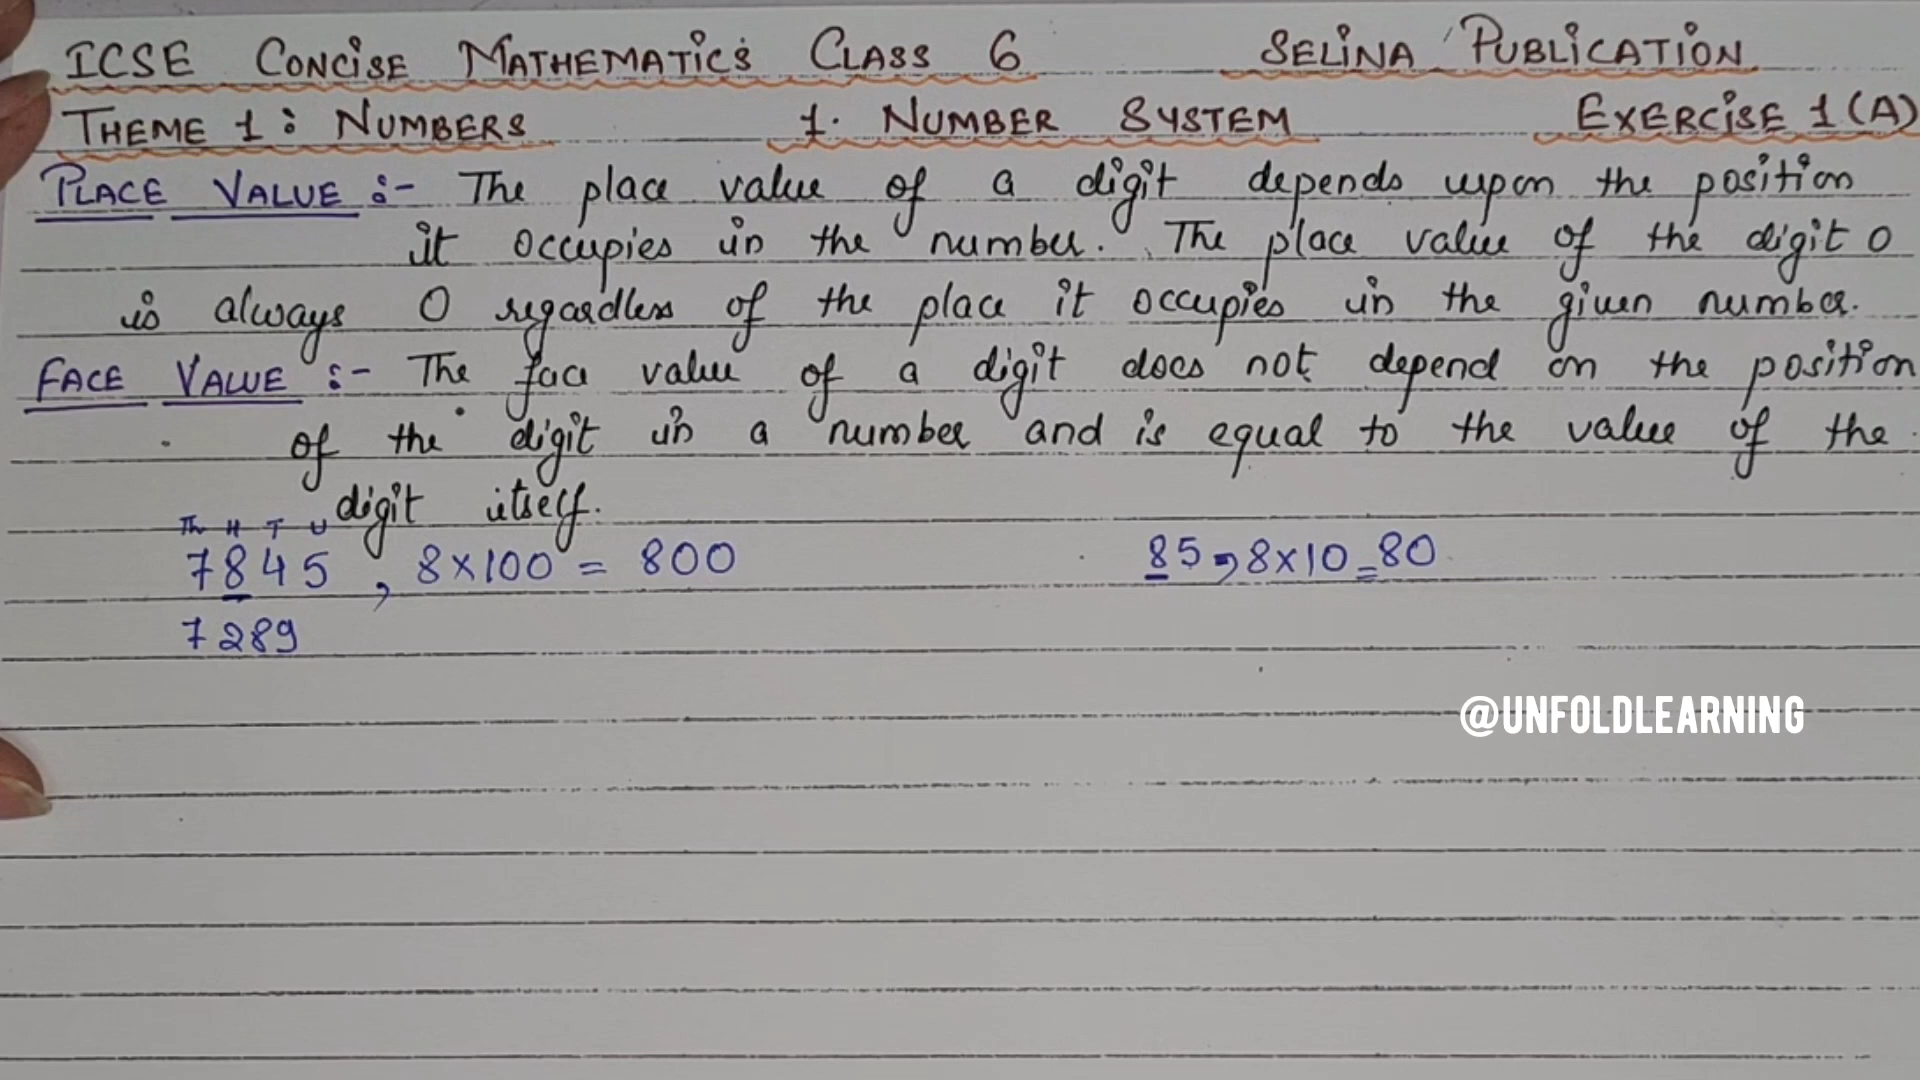 ICSE CONCISE MATHEMATICS CLASS 6 SELINA PUBLICATION
THEME 1: NUMBERS 1. NUMBER SYSTEM EXERCISE 1(A)
PLACE VALUE :- The place value of a digit depends upon the position
it occupies in the number. The place value of the digit 0
is always 0 regardless of the place it occupies in the given number.
FACE VALUE :- The face value of a digit does not depend on the position
of the digit in a number and is equal to the value of the
digit itself.
Th H T U
7845, 8×100 = 800 85, 8×10 = 80
7289
@UNFOLDLEARNING